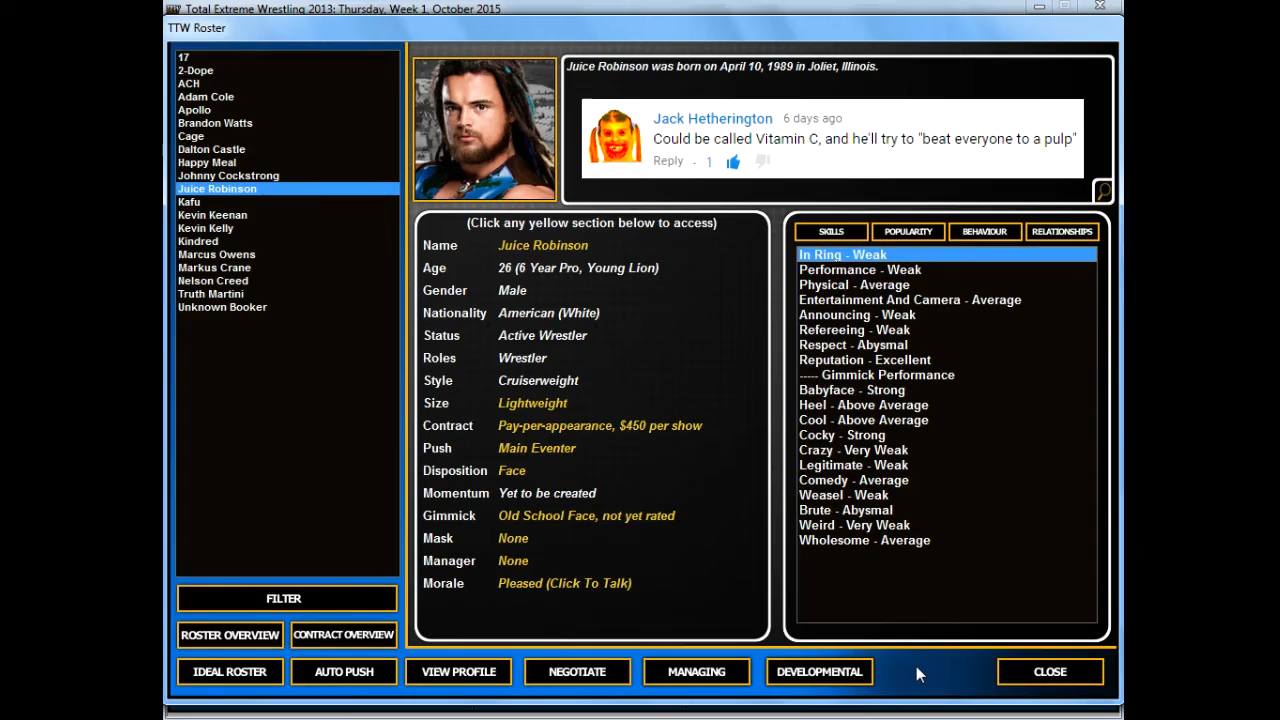 Total Extreme Wrestling 2013: Thursday, Week 1, October 2015
TTW Roster
17
2-Dope
ACH
Adam Cole
Apollo
Brandon Watts
Cage
Dalton Castle
Happy Meal
Johnny Cockstrong
Juice Robinson
Kafu
Kevin Keenan
Kevin Kelly
Kindred
Marcus Owens
Markus Crane
Nelson Creed
Truth Martini
Unknown Booker
FILTER
ROSTER OVERVIEW
CONTRACT OVERVIEW
Juice Robinson was born on April 10, 1989 in Joliet, Illinois.
Jack Hetherington 6 days ago
Could be called Vitamin C, and he'll try to "beat everyone to a pulp"
Reply · 1
(Click any yellow section below to access)
Name Juice Robinson
Age 26 (6 Year Pro, Young Lion)
Gender Male
Nationality American (White)
Status Active Wrestler
Roles Wrestler
Style Cruiserweight
Size Lightweight
Contract Pay-per-appearance, $450 per show
Push Main Eventer
Disposition Face
Momentum Yet to be created
Gimmick Old School Face, not yet rated
Mask None
Manager None
Morale Pleased (Click To Talk)
SKILLS POPULARITY BEHAVIOUR RELATIONSHIPS
In Ring - Weak
Performance - Weak
Physical - Average
Entertainment And Camera - Average
Announcing - Weak
Refereeing - Weak
Respect - Abysmal
Reputation - Excellent
----- Gimmick Performance
Babyface - Strong
Heel - Above Average
Cool - Above Average
Cocky - Strong
Crazy - Very Weak
Legitimate - Weak
Comedy - Average
Weasel - Weak
Brute - Abysmal
Weird - Very Weak
Wholesome - Average
IDEAL ROSTER AUTO PUSH VIEW PROFILE NEGOTIATE MANAGING DEVELOPMENTAL CLOSE